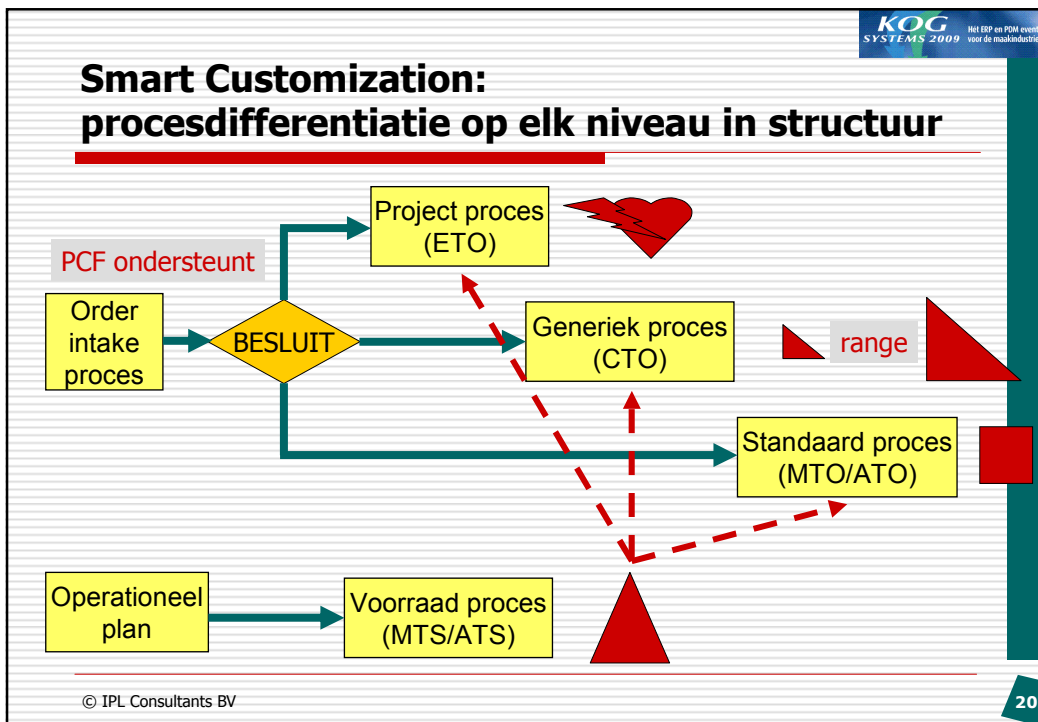 KOG
SYSTEMS 2009
Hét ERP en PDM event
voor de maakindustrie
Smart Customization:
procesdifferentiatie op elk niveau in structuur
Project proces
(ETO)
PCF ondersteunt
Order
intake
proces
BESLUIT
Generiek proces
(CTO)
range
Standaard proces
(MTO/ATO)
Operationeel
plan
Voorraad proces
(MTS/ATS)
© IPL Consultants BV
20